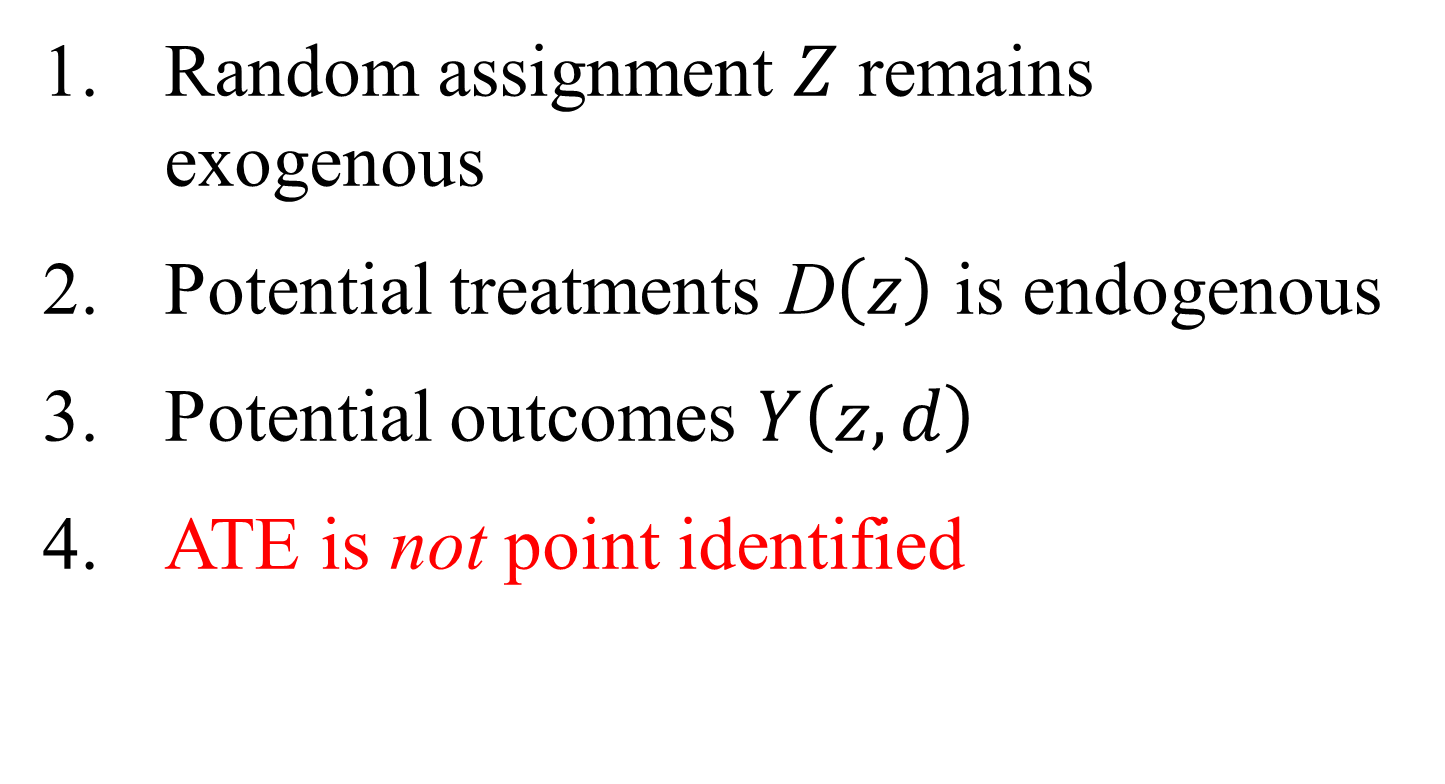 1. Random assignment Z remains
exogenous
2. Potential treatments D(z) is endogenous
3. Potential outcomes Y(z, d)
4. ATE is not point identified